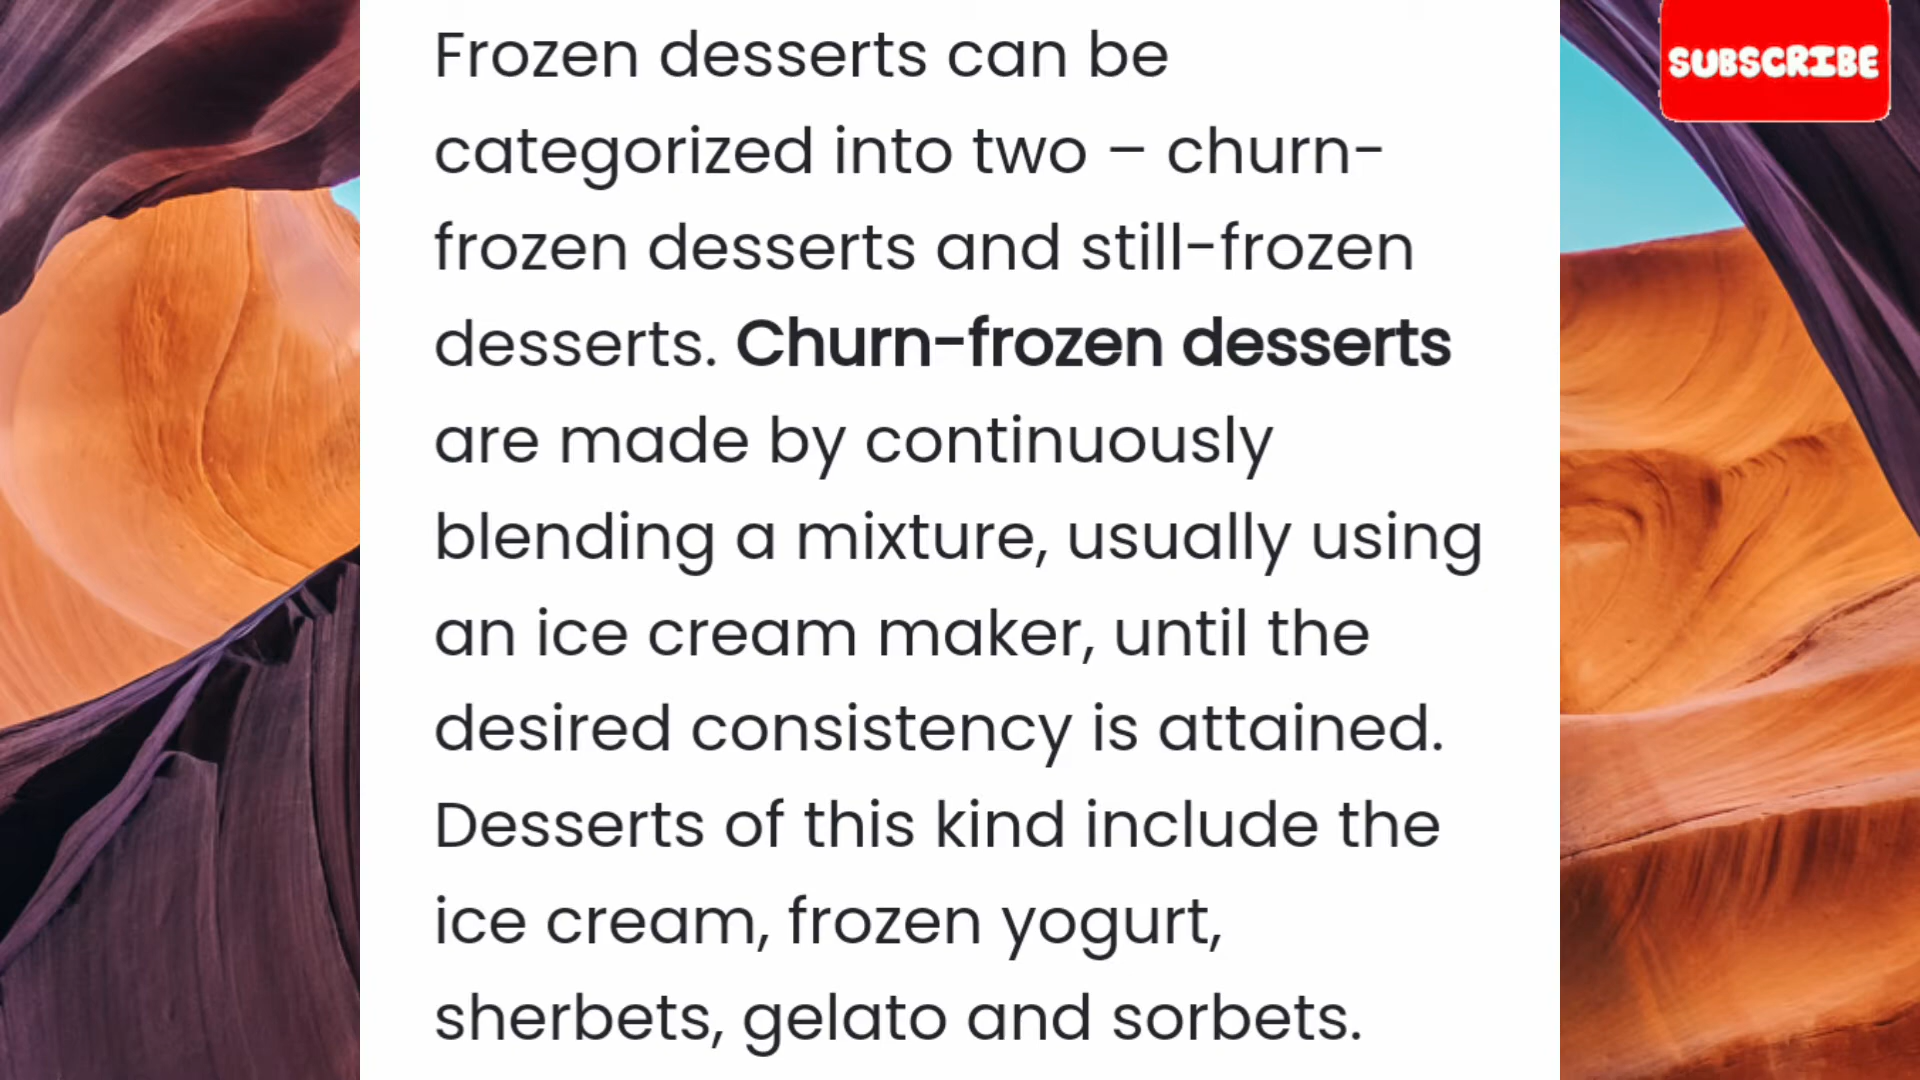 Frozen desserts can be
categorized into two – churn-
frozen desserts and still-frozen
desserts. Churn-frozen desserts
are made by continuously
blending a mixture, usually using
an ice cream maker, until the
desired consistency is attained.
Desserts of this kind include the
ice cream, frozen yogurt,
sherbets, gelato and sorbets.
SUBSCRIBE